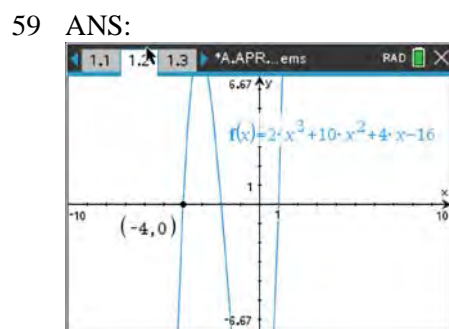 59 ANS:
1.1 1.2 1.3 *A.APR...ems RAD
6.67 y
f(x)=2·x³+10·x²+4·x−16
1
x
-10 1 10
(-4,0)
-6.67